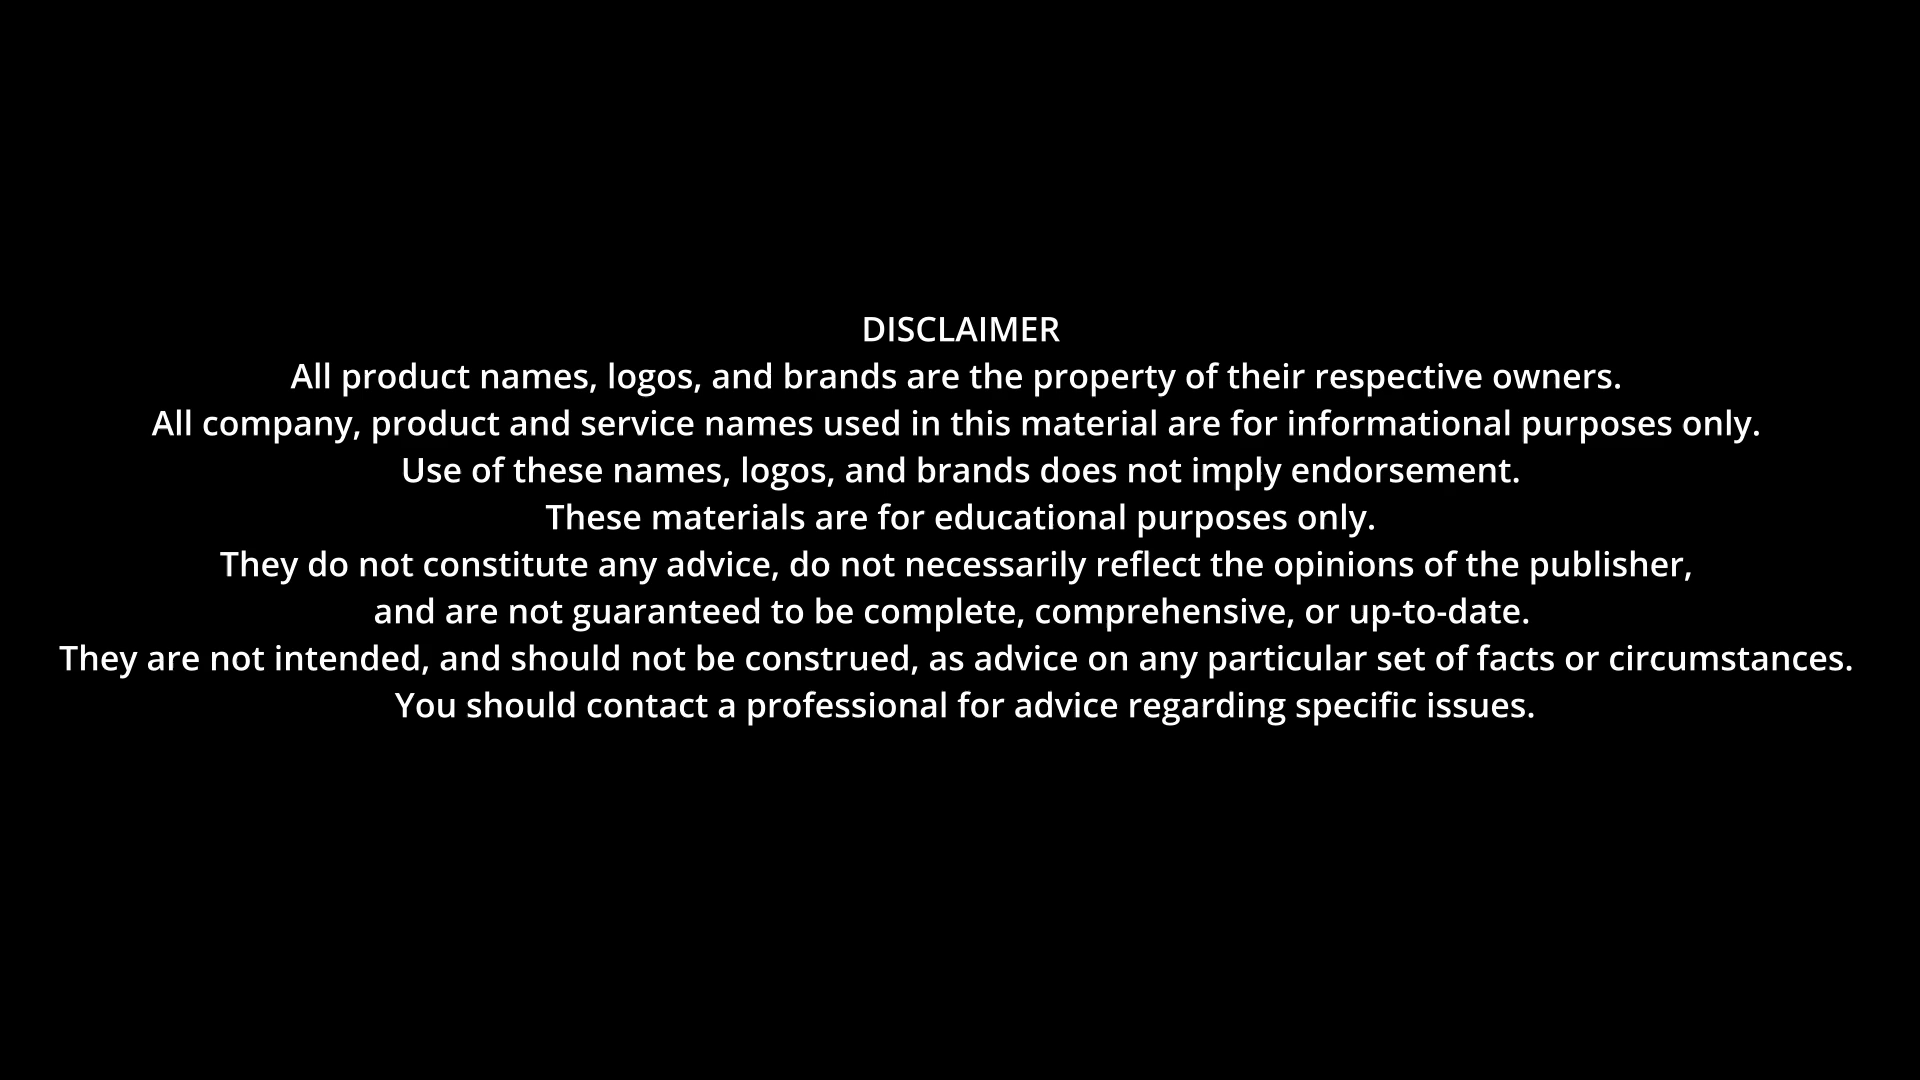 DISCLAIMER
All product names, logos, and brands are the property of their respective owners.
All company, product and service names used in this material are for informational purposes only.
Use of these names, logos, and brands does not imply endorsement.
These materials are for educational purposes only.
They do not constitute any advice, do not necessarily reflect the opinions of the publisher,
and are not guaranteed to be complete, comprehensive, or up-to-date.
They are not intended, and should not be construed, as advice on any particular set of facts or circumstances.
You should contact a professional for advice regarding specific issues.